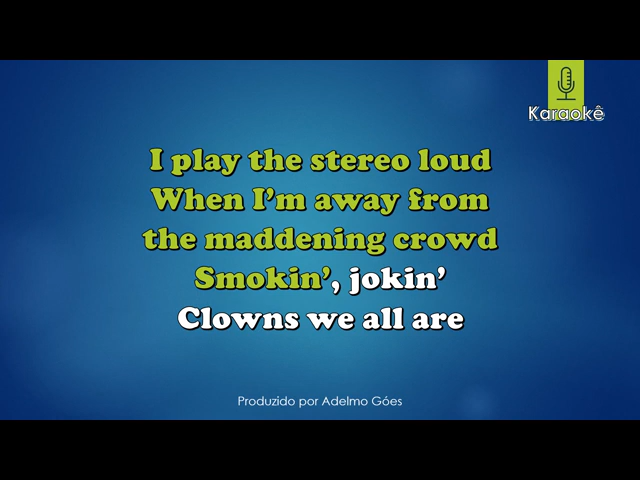 Karaokê
I play the stereo loud
When I'm away from
the maddening crowd
Smokin', jokin'
Clowns we all are
Produzido por Adelmo Góes